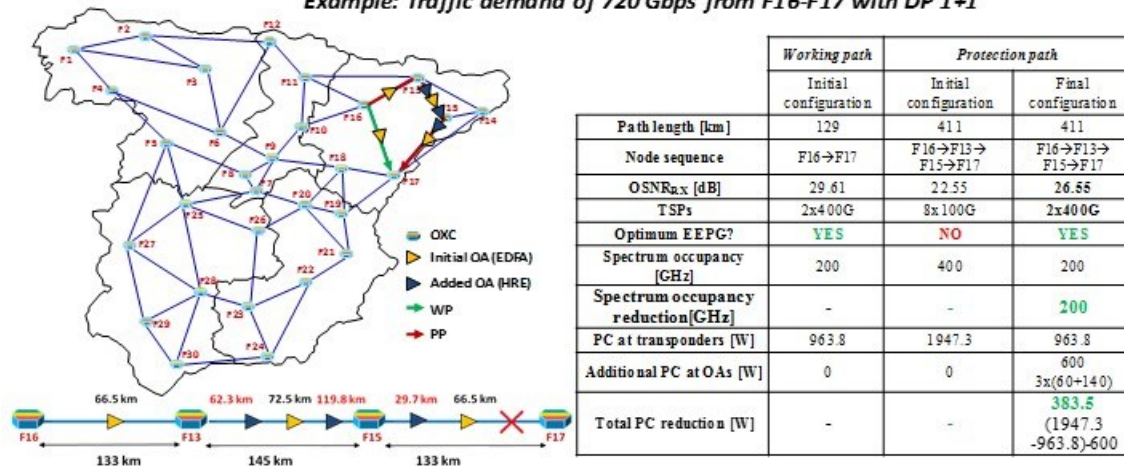 Example: Traffic demand of 720 Gbps from F16-F17 with DP 1+1
F1
F2
F3
F4
F5
F6
F7
F8
F9
F10
F11
F12
F13
F14
F15
F16
F17
F18
F19
F20
F21
F22
F23
F24
F25
F26
F27
F28
F29
F30
OXC
Initial OA (EDFA)
Added OA (HRE)
WP
PP
66.5 km 62.3 km 72.5 km 119.8 km 29.7 km 66.5 km
F16 F13 F15 F17
133 km 145 km 133 km
Working path Protection path
Initial configuration Initial configuration Final configuration
Path length [km] 129 411 411
Node sequence F16→F17 F16→F13→ F15→F17 F16→F13→ F15→F17
OSNRRX [dB] 29.61 22.55 26.55
TSPs 2x400G 8x100G 2x400G
Optimum EEPG? YES NO YES
Spectrum occupancy [GHz] 200 400 200
Spectrum occupancy reduction[GHz] - - 200
PC at transponders [W] 963.8 1947.3 963.8
Additional PC at OAs [W] 0 0 600 3x(60+140)
Total PC reduction [W] - - 383.5 (1947.3 -963.8)-600